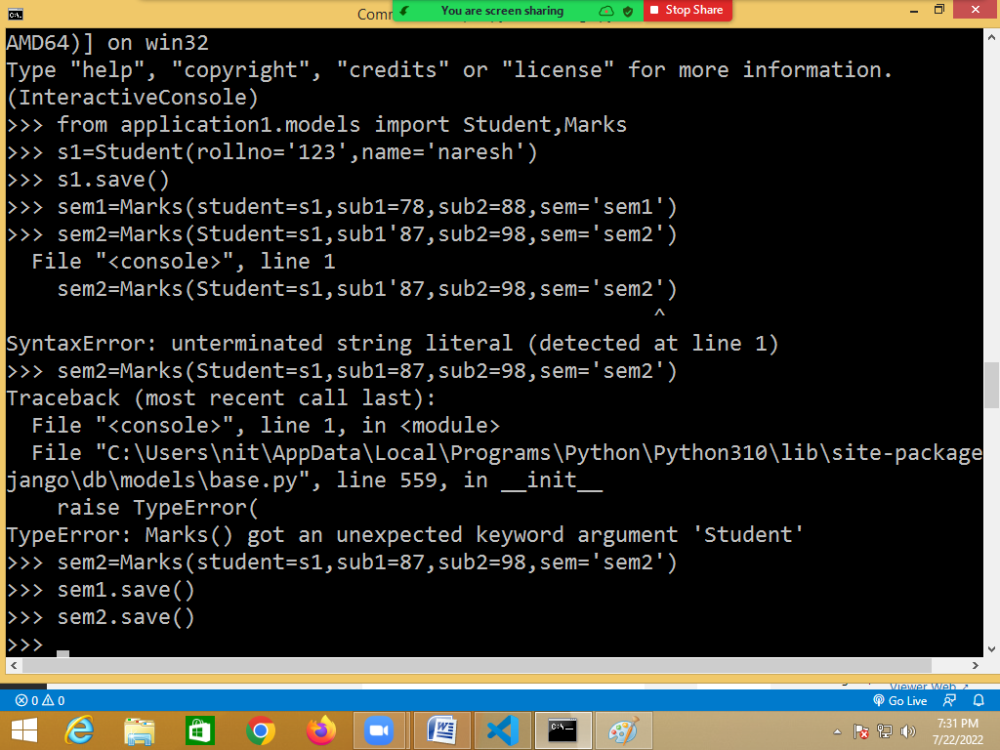 Comm
You are screen sharing
Stop Share
AMD64)] on win32
Type "help", "copyright", "credits" or "license" for more information.
(InteractiveConsole)
>>> from application1.models import Student,Marks
>>> s1=Student(rollno='123',name='naresh')
>>> s1.save()
>>> sem1=Marks(student=s1,sub1=78,sub2=88,sem='sem1')
>>> sem2=Marks(Student=s1,sub1'87,sub2=98,sem='sem2')
  File "<console>", line 1
    sem2=Marks(Student=s1,sub1'87,sub2=98,sem='sem2')
                                                   ^
SyntaxError: unterminated string literal (detected at line 1)
>>> sem2=Marks(Student=s1,sub1=87,sub2=98,sem='sem2')
Traceback (most recent call last):
  File "<console>", line 1, in <module>
  File "C:\Users\nit\AppData\Local\Programs\Python\Python310\lib\site-package
jango\db\models\base.py", line 559, in __init__
    raise TypeError(
TypeError: Marks() got an unexpected keyword argument 'Student'
>>> sem2=Marks(student=s1,sub1=87,sub2=98,sem='sem2')
>>> sem1.save()
>>> sem2.save()
>>>
Viewer Web
0 0
Go Live
7:31 PM
7/22/2022